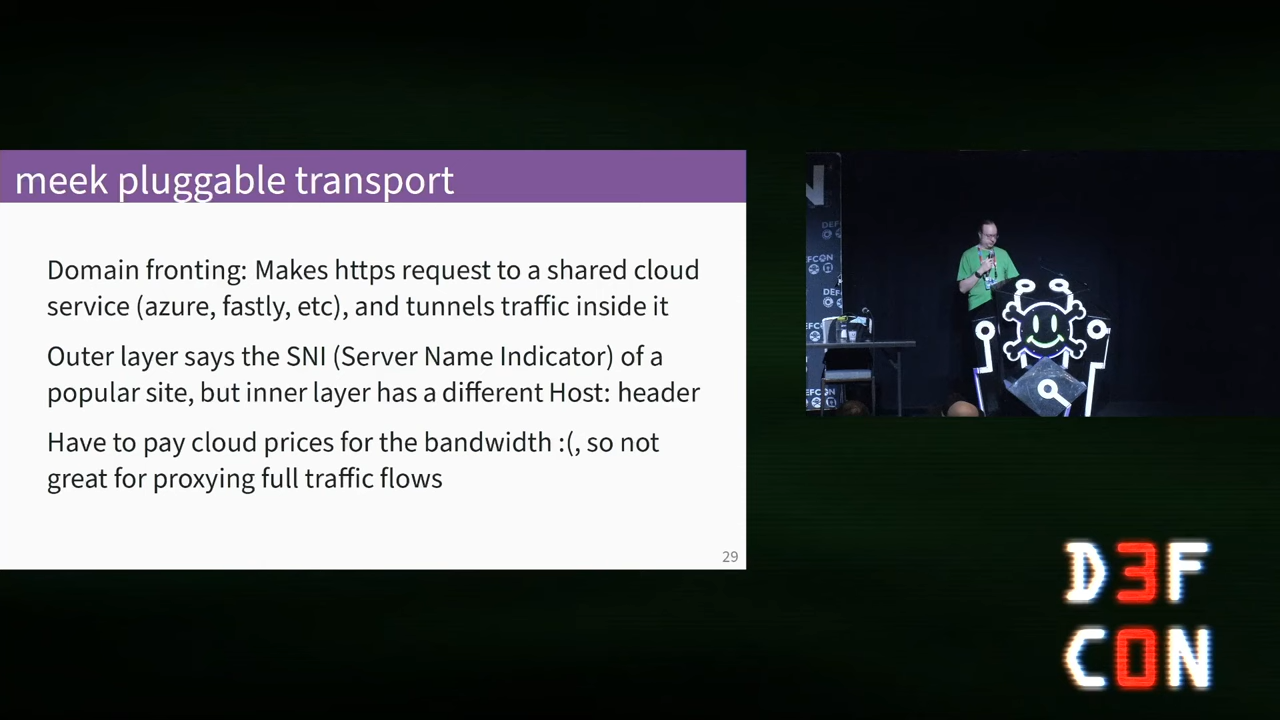 meek pluggable transport
Domain fronting: Makes https request to a shared cloud
service (azure, fastly, etc), and tunnels traffic inside it
Outer layer says the SNI (Server Name Indicator) of a
popular site, but inner layer has a different Host: header
Have to pay cloud prices for the bandwidth :(, so not
great for proxying full traffic flows
29
D3F
C0N